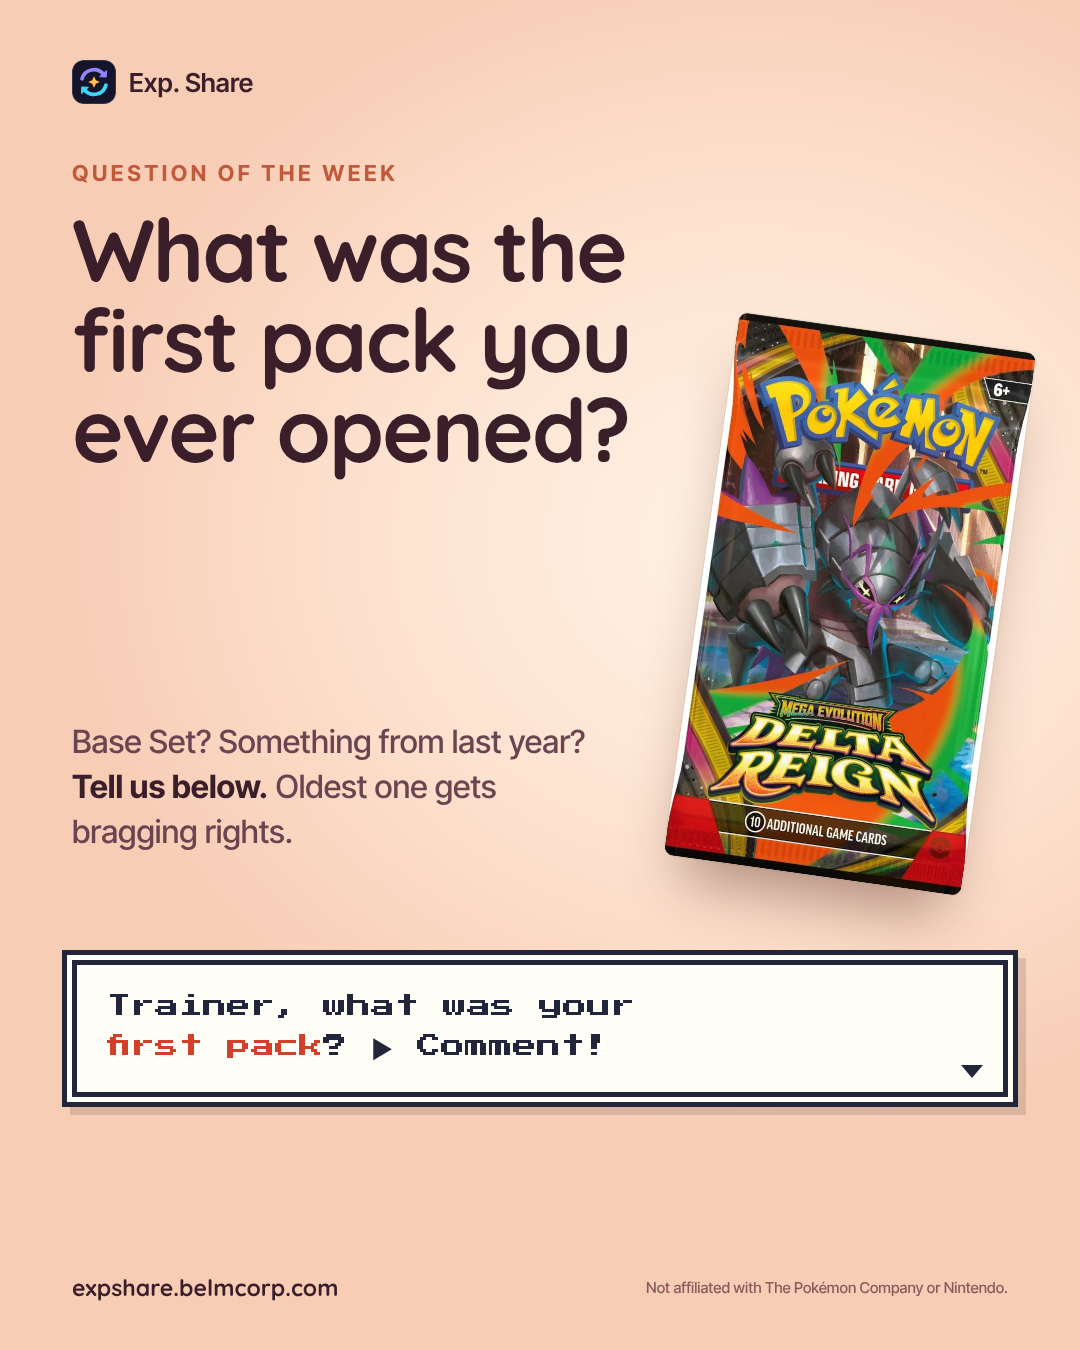 Exp. Share
QUESTION OF THE WEEK
What was the
first pack you
ever opened?
6+
POKéMON
MEGA EVOLUTION
DELTA
REIGN
10 ADDITIONAL GAME CARDS
Base Set? Something from last year?
Tell us below. Oldest one gets
bragging rights.
Trainer, what was your
first pack? ▶ Comment!
expshare.belmcorp.com
Not affiliated with The Pokémon Company or Nintendo.